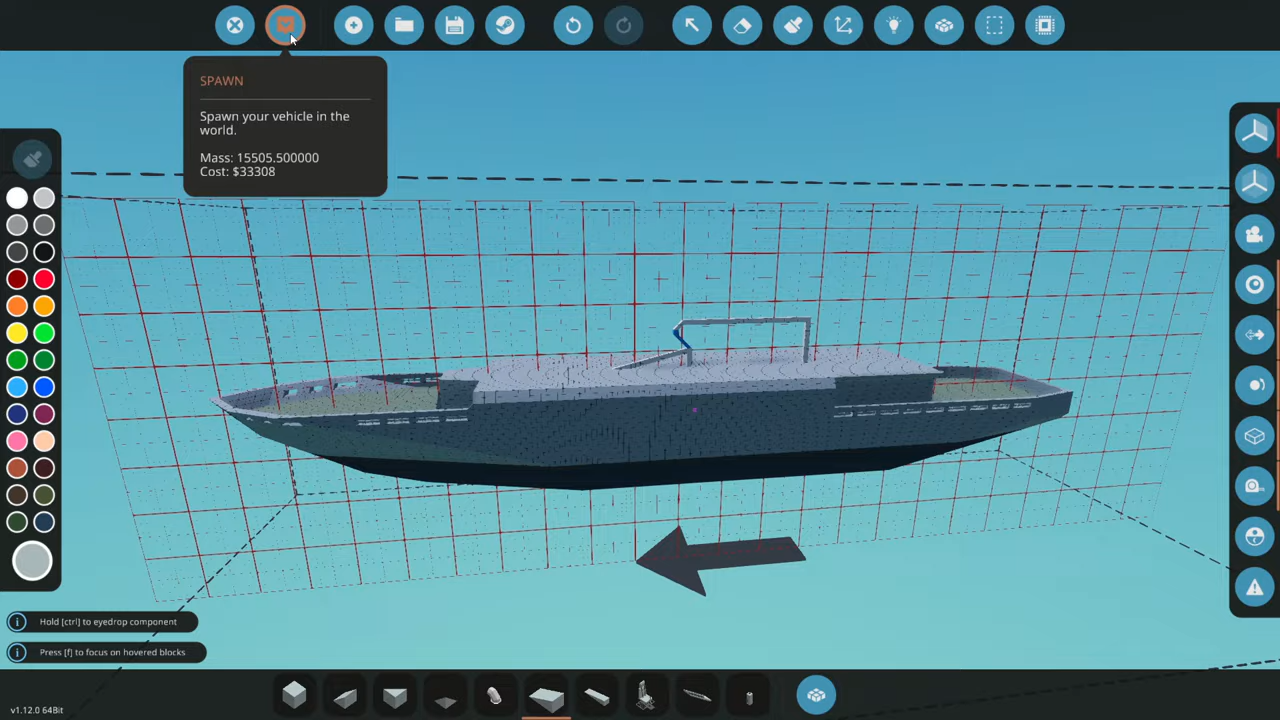 SPAWN
Spawn your vehicle in the
world.
Mass: 15505.500000
Cost: $33308
Hold [ctrl] to eyedrop component
Press [f] to focus on hovered blocks
v1.12.0 64Bit